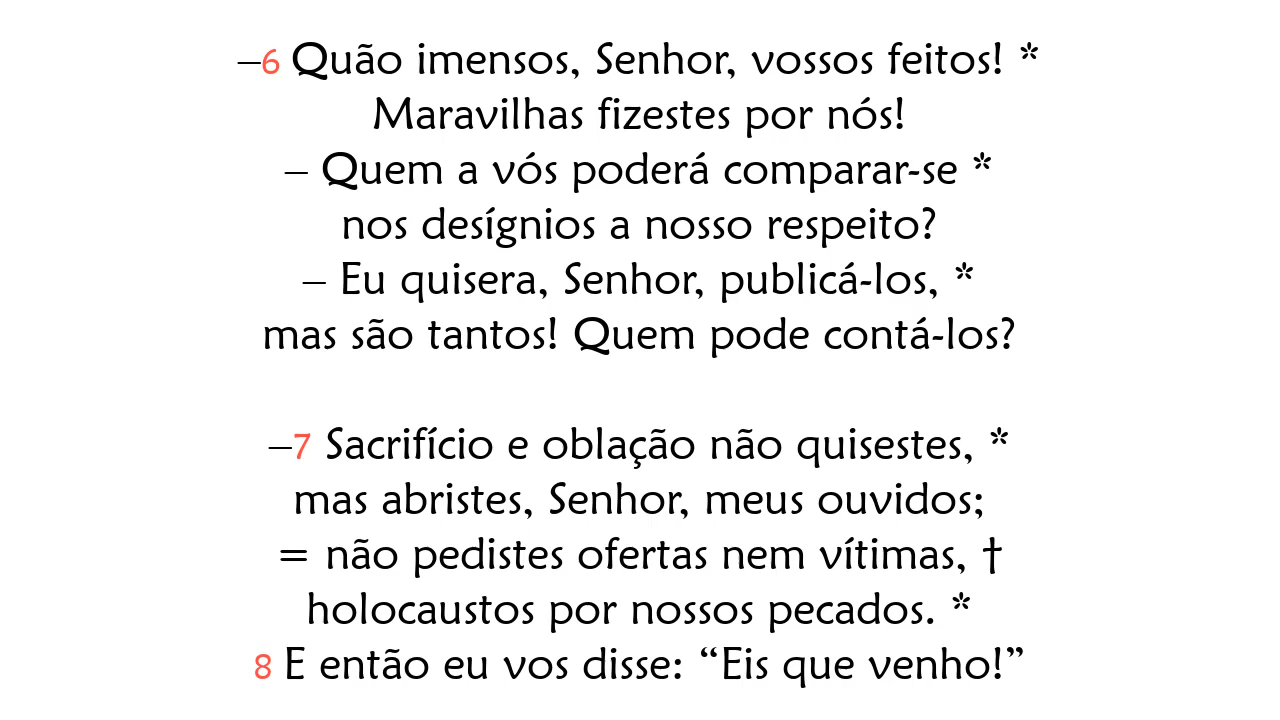 –6 Quão imensos, Senhor, vossos feitos! *
Maravilhas fizestes por nós!
– Quem a vós poderá comparar-se *
nos desígnios a nosso respeito?
– Eu quisera, Senhor, publicá-los, *
mas são tantos! Quem pode contá-los?
–7 Sacrifício e oblação não quisestes, *
mas abristes, Senhor, meus ouvidos;
= não pedistes ofertas nem vítimas, †
holocaustos por nossos pecados. *
8 E então eu vos disse: “Eis que venho!”